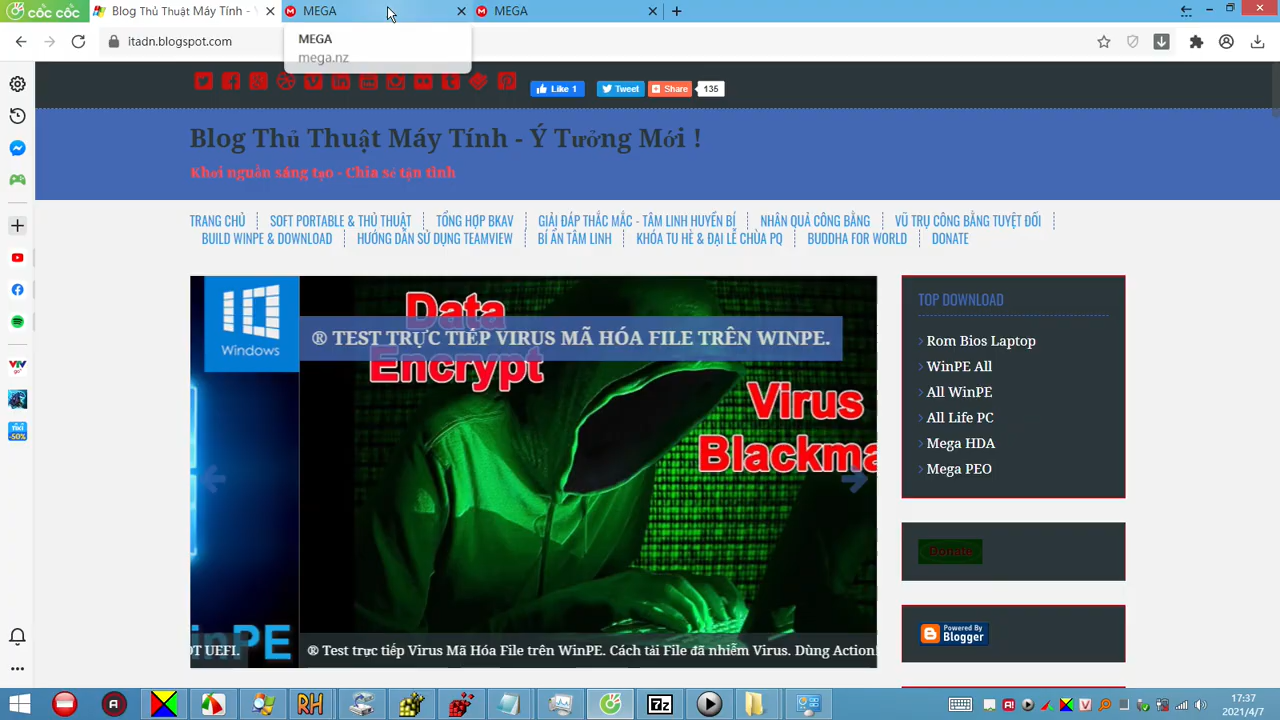 cốc cốc
Blog Thủ Thuật Máy Tính -
MEGA
MEGA
itadn.blogspot.com
MEGA
mega.nz
Like 1
Tweet
Share
135
Blog Thủ Thuật Máy Tính - Ý Tưởng Mới !
Khơi nguồn sáng tạo - Chia sẻ tận tình
TRANG CHỦ
SOFT PORTABLE & THỦ THUẬT
TỔNG HỢP BKAV
GIẢI ĐÁP THẮC MẮC - TÂM LINH HUYỀN BÍ
NHÂN QUẢ CÔNG BẰNG
VŨ TRỤ CÔNG BẰNG TUYỆT ĐỐI
BUILD WINPE & DOWNLOAD
HƯỚNG DẪN SỬ DỤNG TEAMVIEW
BÍ ẨN TÂM LINH
KHÓA TU HÈ & ĐẠI LỄ CHÙA PQ
BUDDHA FOR WORLD
DONATE
Windows
Data
® TEST TRỰC TIẾP VIRUS MÃ HÓA FILE TRÊN WINPE.
Encrypt
Virus
Blackma
inPE
OT UEFI.
® Test trực tiếp Virus Mã Hóa File trên WinPE. Cách tải File đã nhiễm Virus. Dùng Action!
TOP DOWNLOAD
Rom Bios Laptop
WinPE All
All WinPE
All Life PC
Mega HDA
Mega PEO
Donate
Powered By
Blogger
RH
7z
17:37
2021/4/7